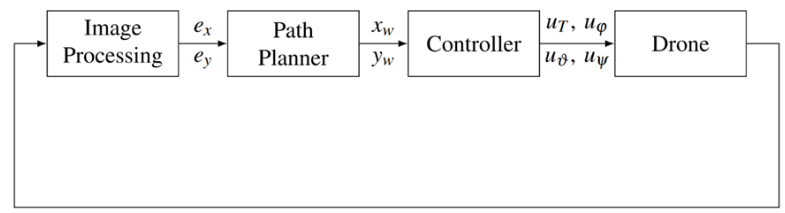 Image
Processing
e_x
e_y
Path
Planner
x_w
y_w
Controller
u_T, u_φ
u_ϑ, u_ψ
Drone